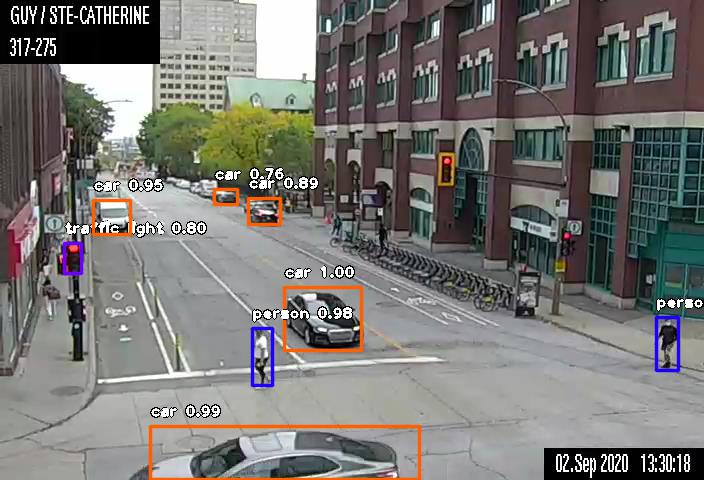 GUY / STE-CATHERINE
317-275
car 0.76
car 0.89
car 0.95
traffic light 0.80
car 1.00
person 0.98
perso
car 0.99
02.Sep 2020 13:30:18